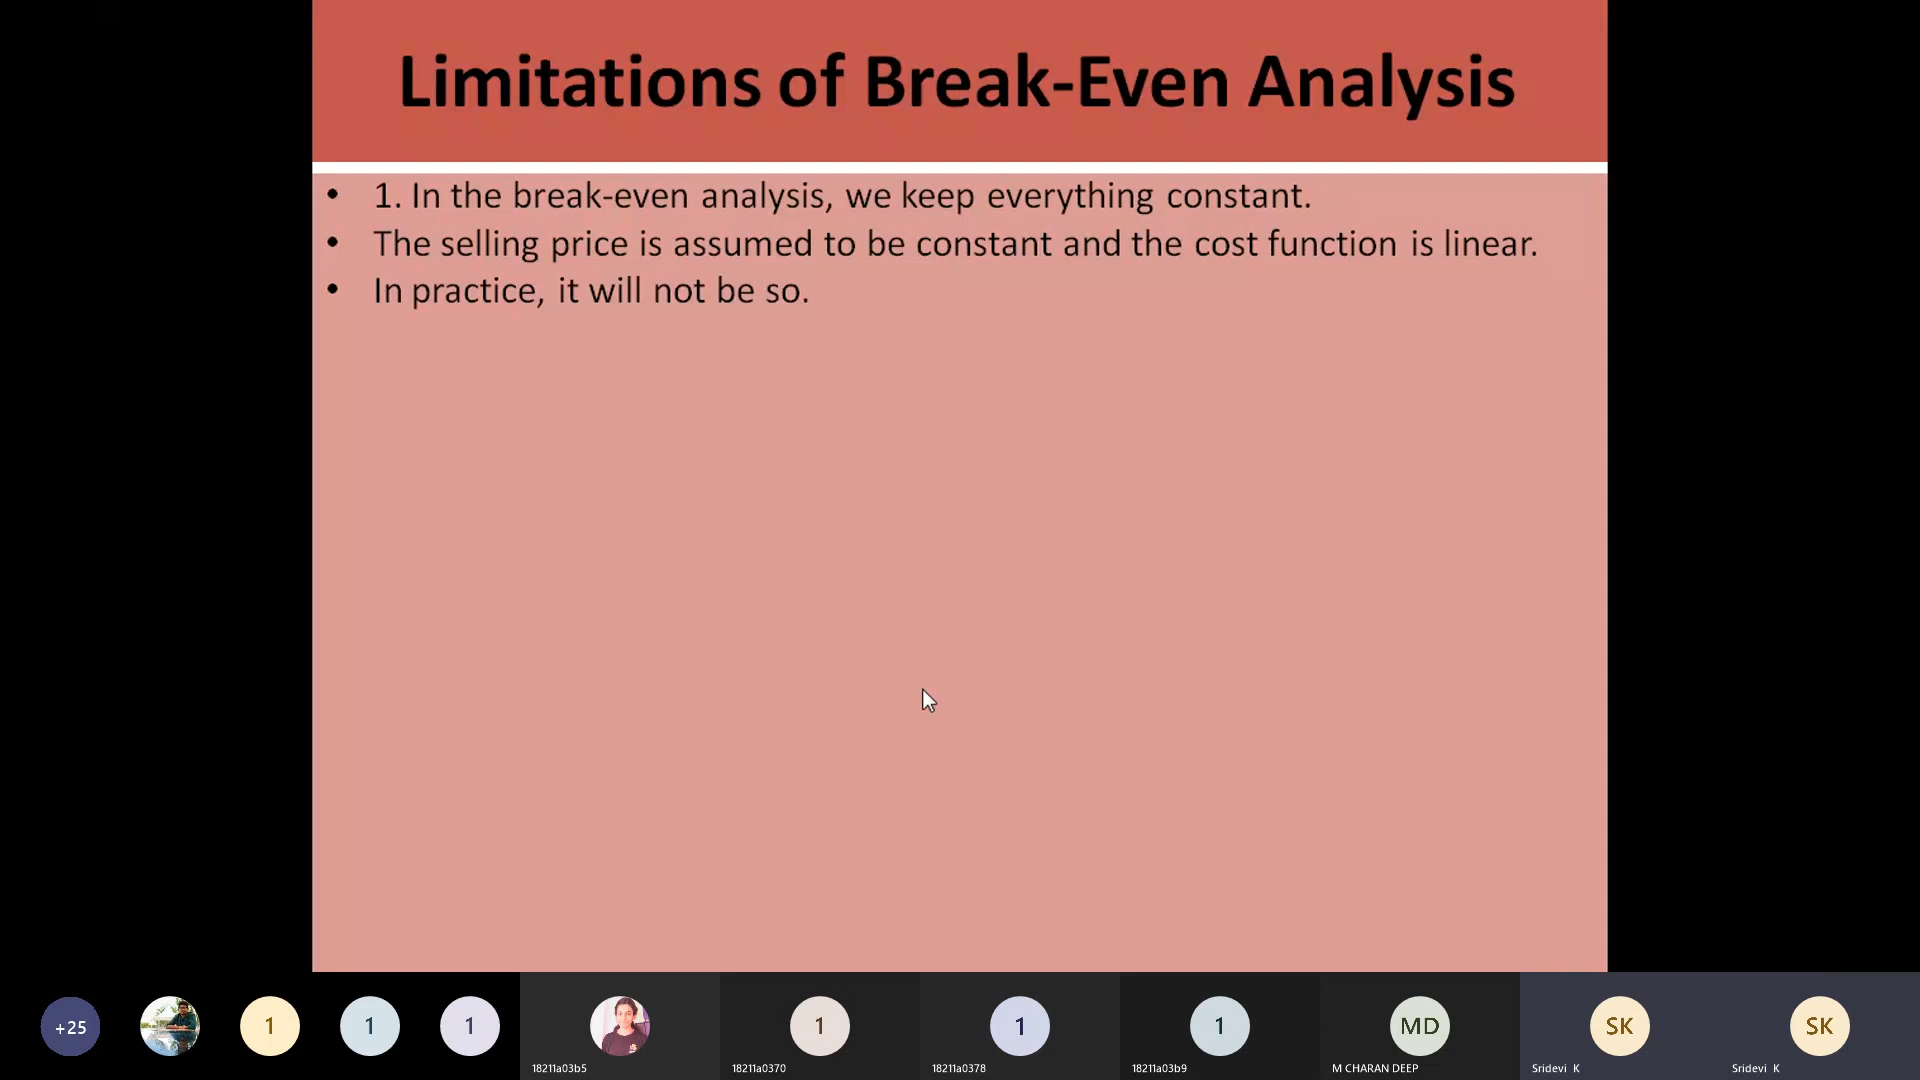 Limitations of Break-Even Analysis
• 1. In the break-even analysis, we keep everything constant.
• The selling price is assumed to be constant and the cost function is linear.
• In practice, it will not be so.
+25
1
1
1
1
1
1
MD
SK
SK
18211a03b5
18211a0370
18211a0378
18211a03b9
M CHARAN DEEP
Sridevi K
Sridevi K